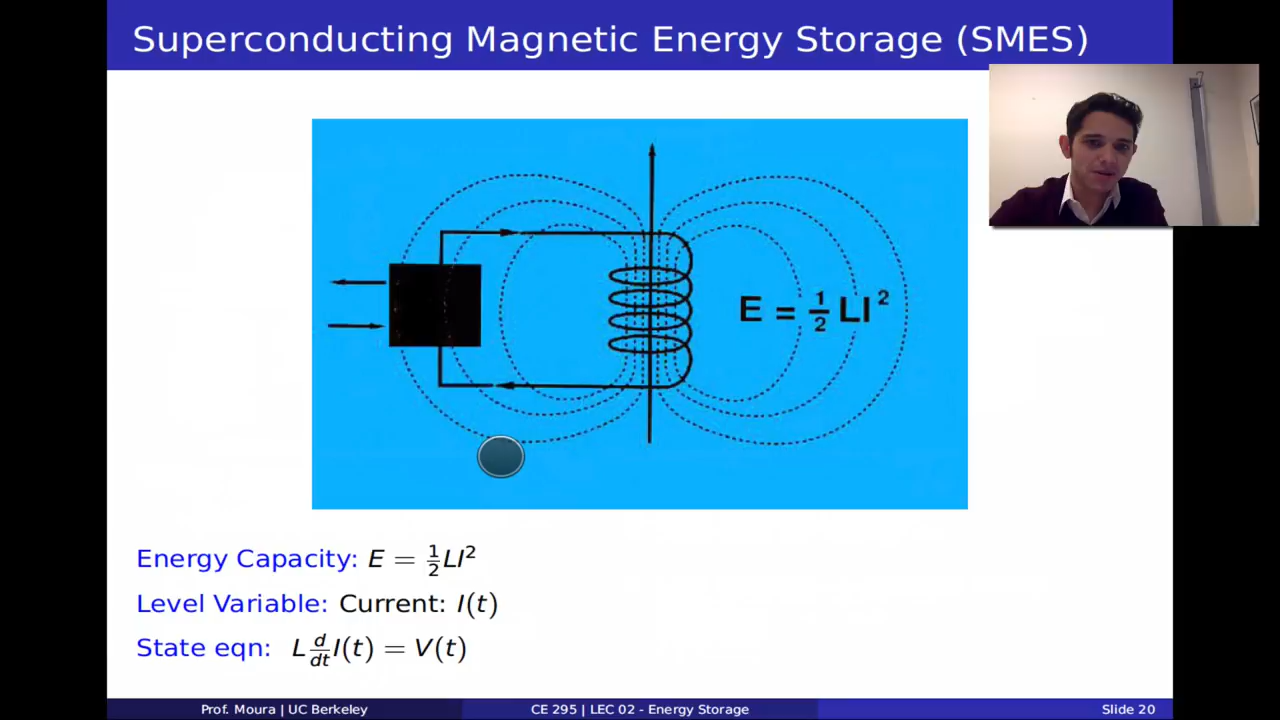 Superconducting Magnetic Energy Storage (SMES)
E = ½ LI²
Energy Capacity: E = ½LI²
Level Variable: Current: I(t)
State eqn: L d/dt I(t) = V(t)
Prof. Moura | UC Berkeley CE 295 | LEC 02 - Energy Storage Slide 20